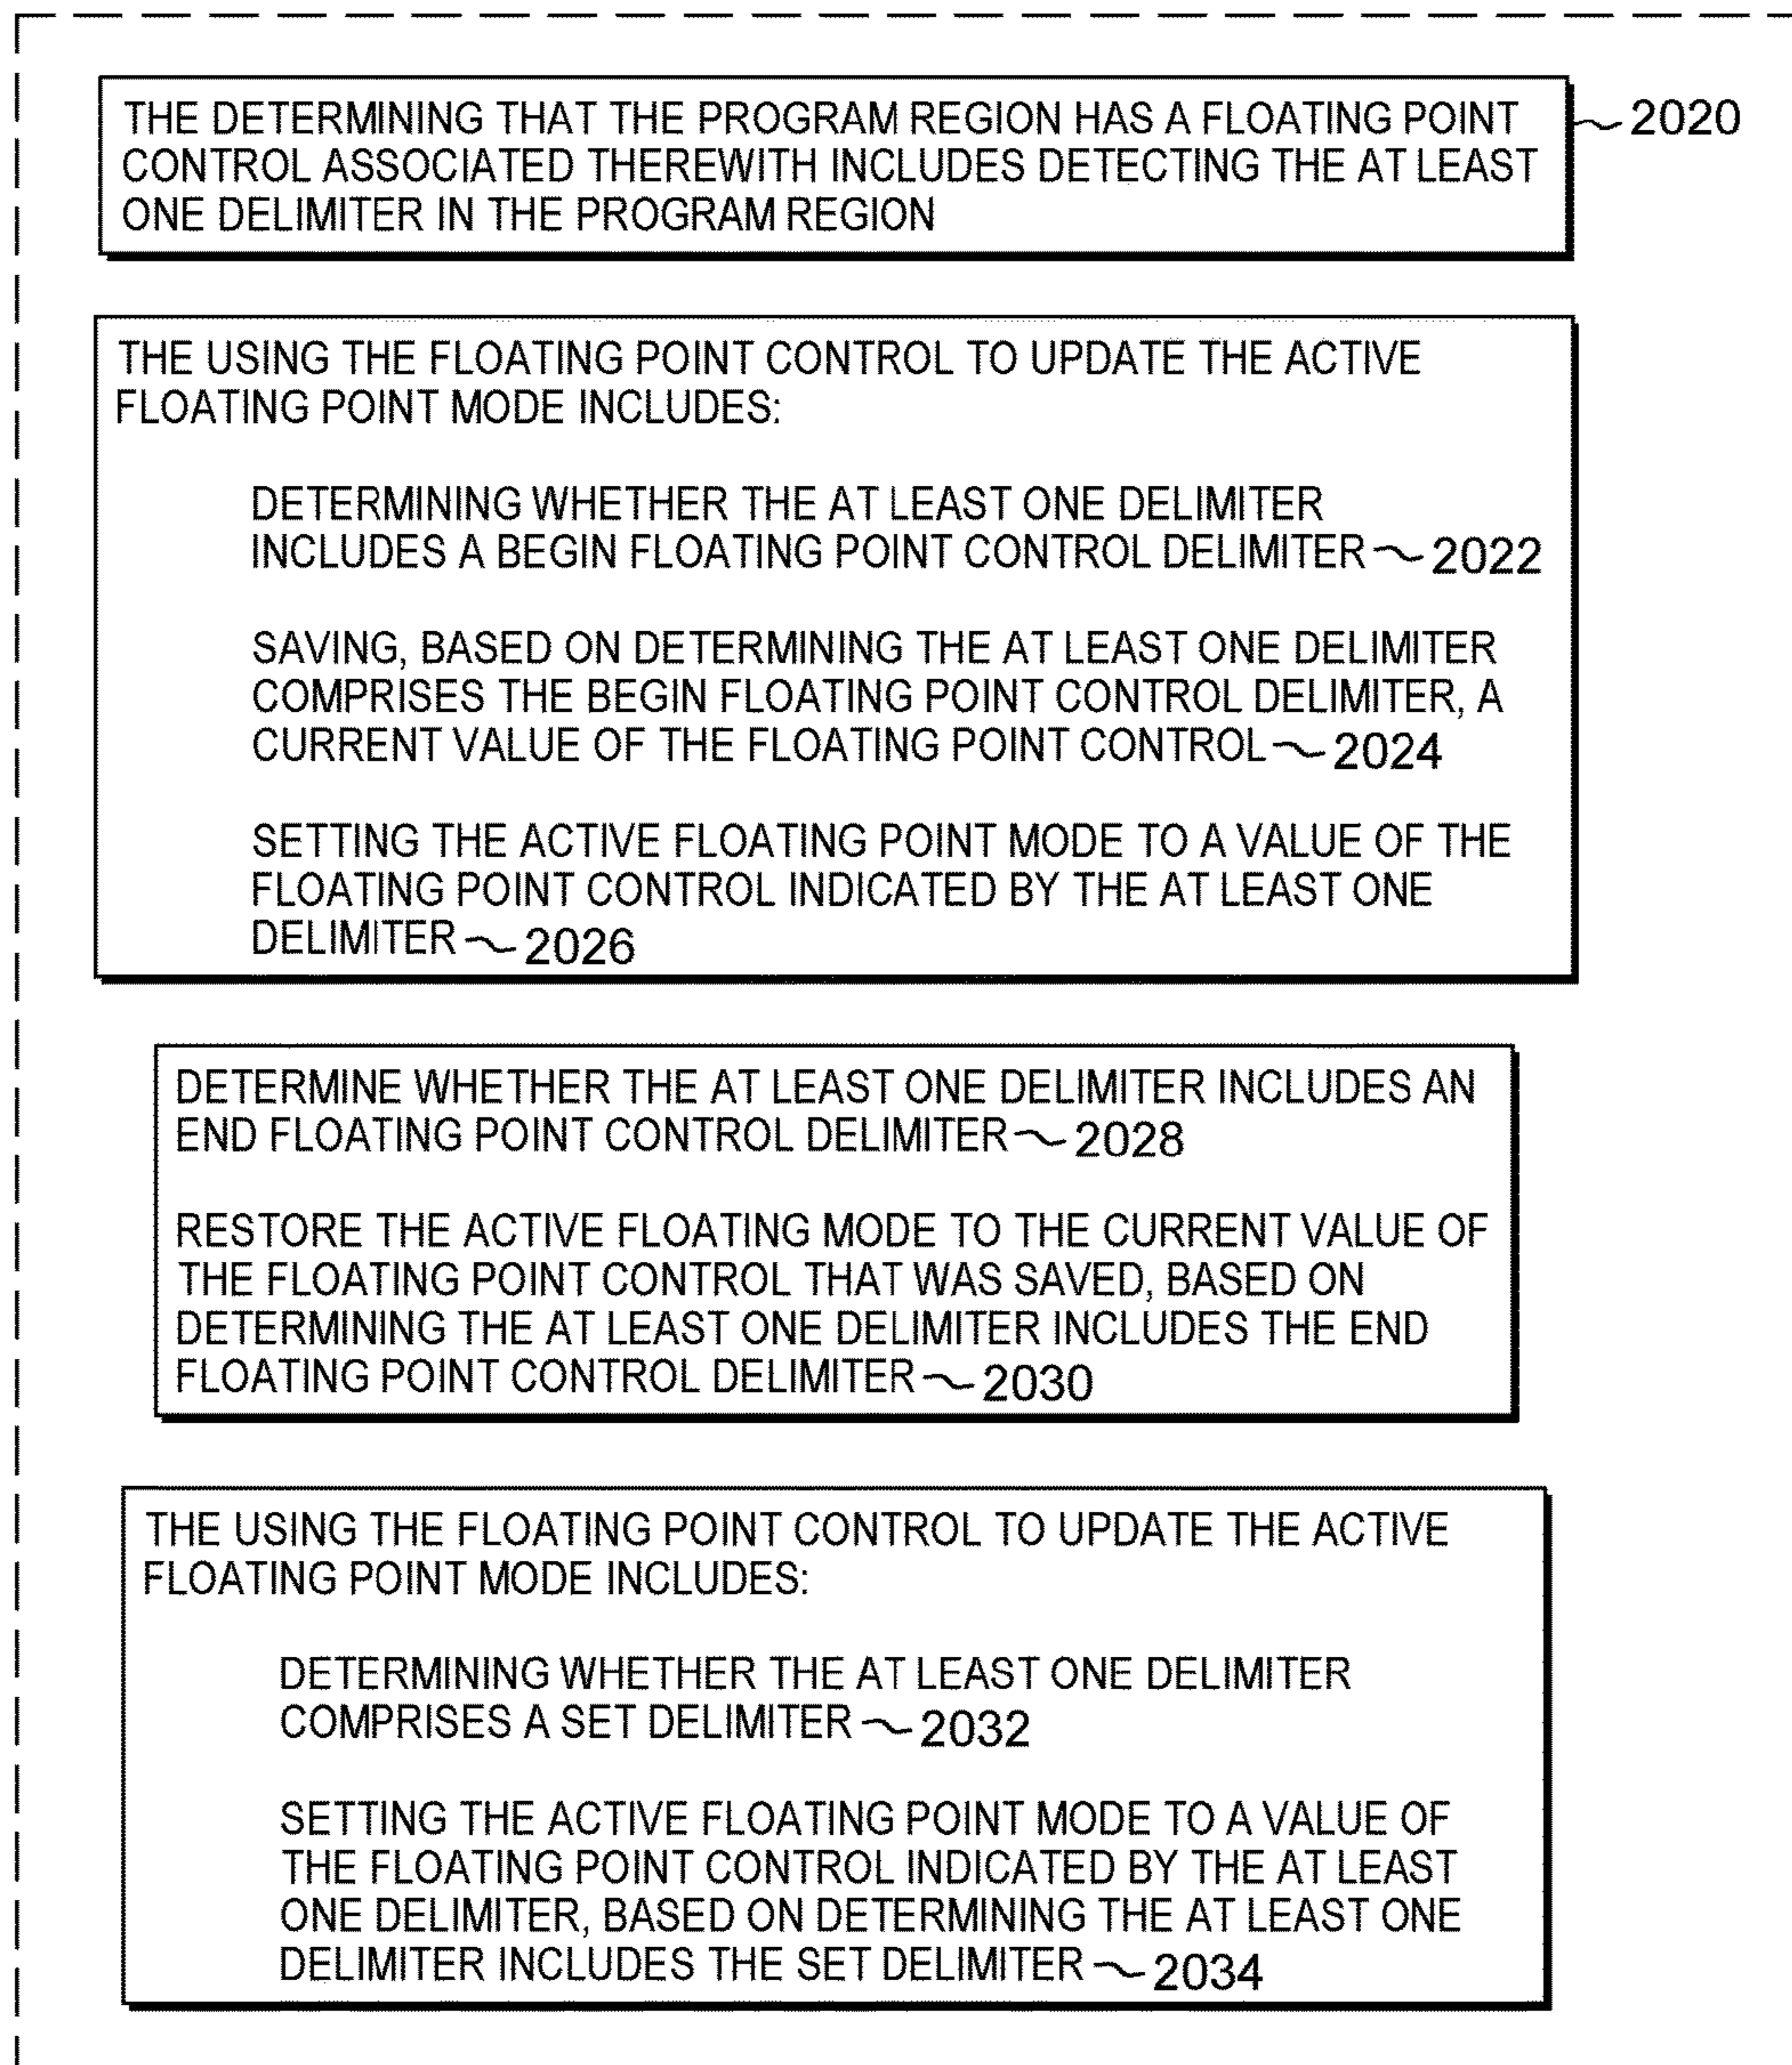 THE DETERMINING THAT THE PROGRAM REGION HAS A FLOATING POINT
CONTROL ASSOCIATED THEREWITH INCLUDES DETECTING THE AT LEAST
ONE DELIMITER IN THE PROGRAM REGION
2020
THE USING THE FLOATING POINT CONTROL TO UPDATE THE ACTIVE
FLOATING POINT MODE INCLUDES:
DETERMINING WHETHER THE AT LEAST ONE DELIMITER
INCLUDES A BEGIN FLOATING POINT CONTROL DELIMITER 2022
SAVING, BASED ON DETERMINING THE AT LEAST ONE DELIMITER
COMPRISES THE BEGIN FLOATING POINT CONTROL DELIMITER, A
CURRENT VALUE OF THE FLOATING POINT CONTROL 2024
SETTING THE ACTIVE FLOATING POINT MODE TO A VALUE OF THE
FLOATING POINT CONTROL INDICATED BY THE AT LEAST ONE
DELIMITER 2026
DETERMINE WHETHER THE AT LEAST ONE DELIMITER INCLUDES AN
END FLOATING POINT CONTROL DELIMITER 2028
RESTORE THE ACTIVE FLOATING MODE TO THE CURRENT VALUE OF
THE FLOATING POINT CONTROL THAT WAS SAVED, BASED ON
DETERMINING THE AT LEAST ONE DELIMITER INCLUDES THE END
FLOATING POINT CONTROL DELIMITER 2030
THE USING THE FLOATING POINT CONTROL TO UPDATE THE ACTIVE
FLOATING POINT MODE INCLUDES:
DETERMINING WHETHER THE AT LEAST ONE DELIMITER
COMPRISES A SET DELIMITER 2032
SETTING THE ACTIVE FLOATING POINT MODE TO A VALUE OF
THE FLOATING POINT CONTROL INDICATED BY THE AT LEAST
ONE DELIMITER, BASED ON DETERMINING THE AT LEAST ONE
DELIMITER INCLUDES THE SET DELIMITER 2034